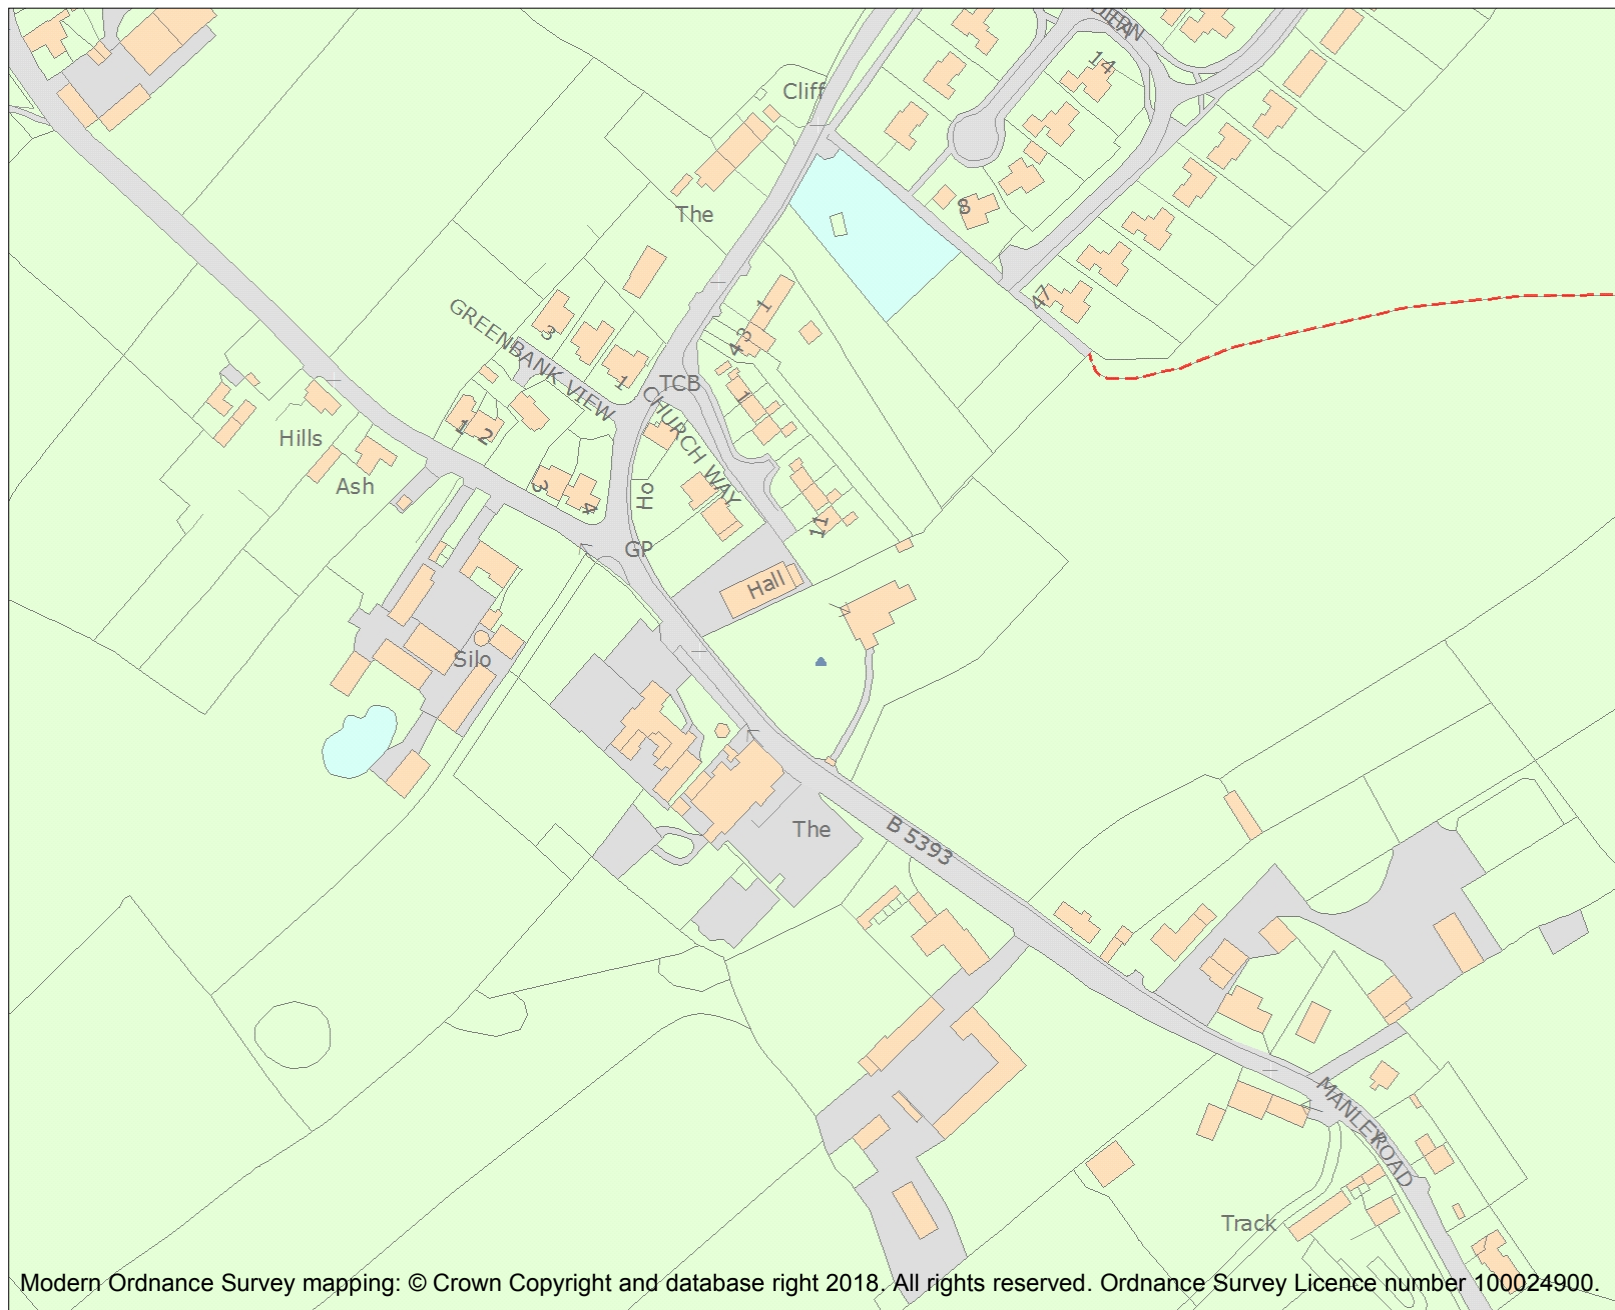 14
Cliff
8
The
47
GREENBANK VIEW
3
1
1
3
4
TCB
1
CHURCH WAY
1
2
Hills
Ash
3
4
Ho
11
GP
Hall
Silo
The
B 5393
MANLEY ROAD
Track
Modern Ordnance Survey mapping: © Crown Copyright and database right 2018. All rights reserved. Ordnance Survey Licence number 100024900.